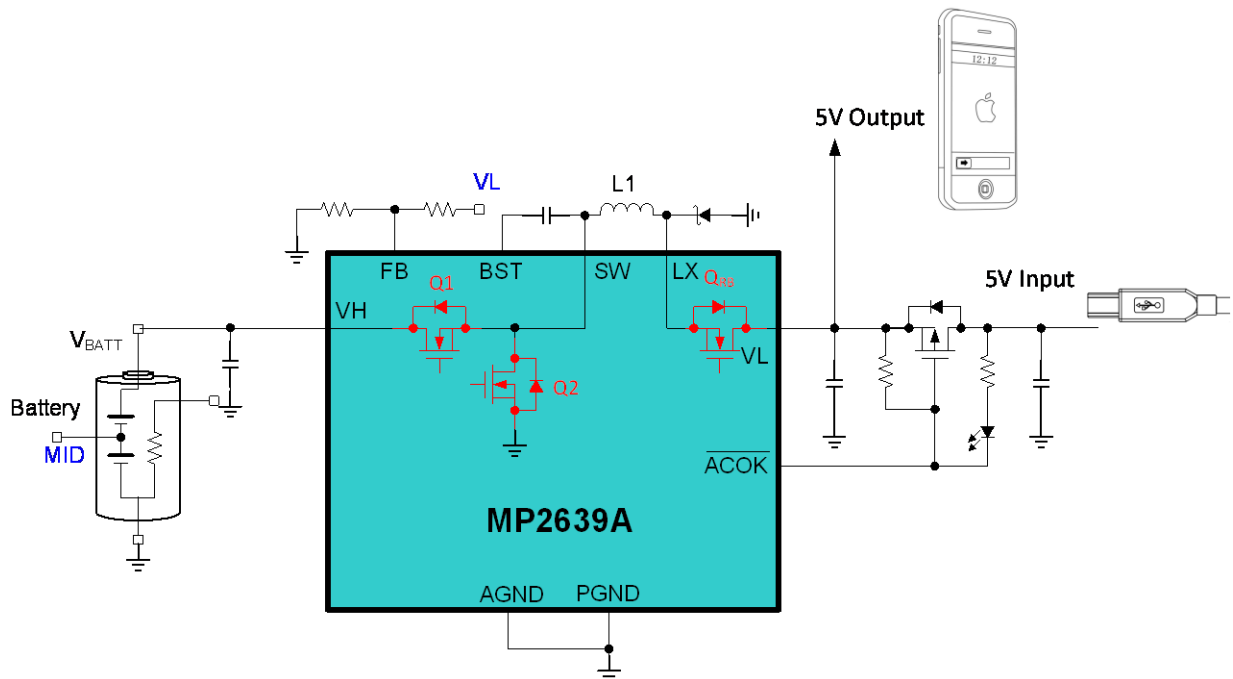 12:12
5V Output
VL
L1
FB
BST
SW
LX
5V Input
Q1
QRB
VH
VBATT
VL
Q2
Battery
MID
ACOK
MP2639A
AGND
PGND